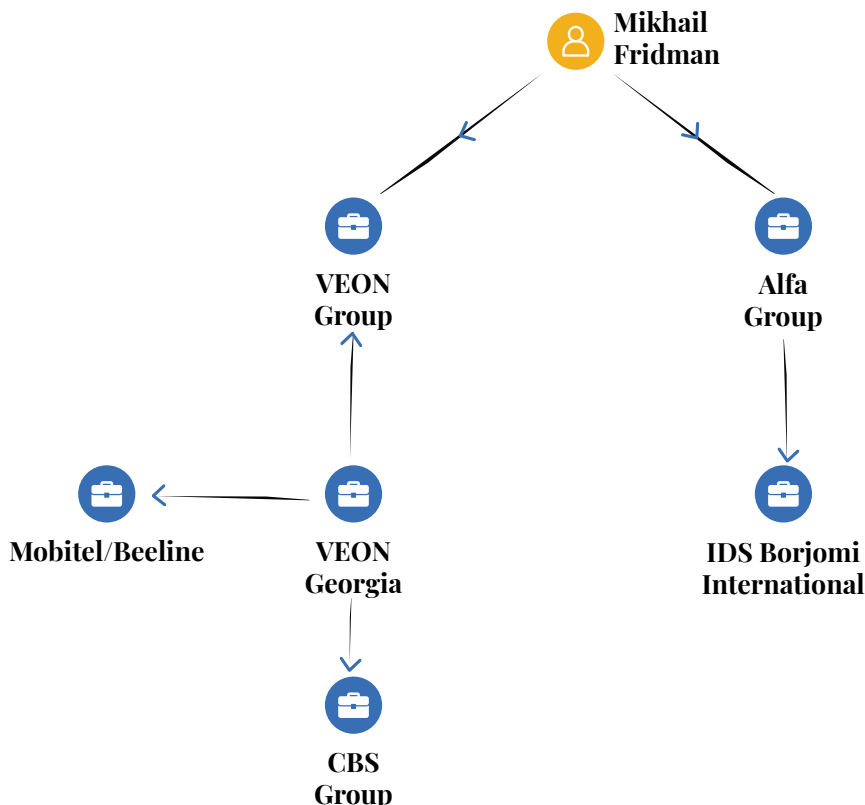 Mikhail
Fridman
VEON
Group
Alfa
Group
Mobitel/Beeline
VEON
Georgia
IDS Borjomi
International
CBS
Group